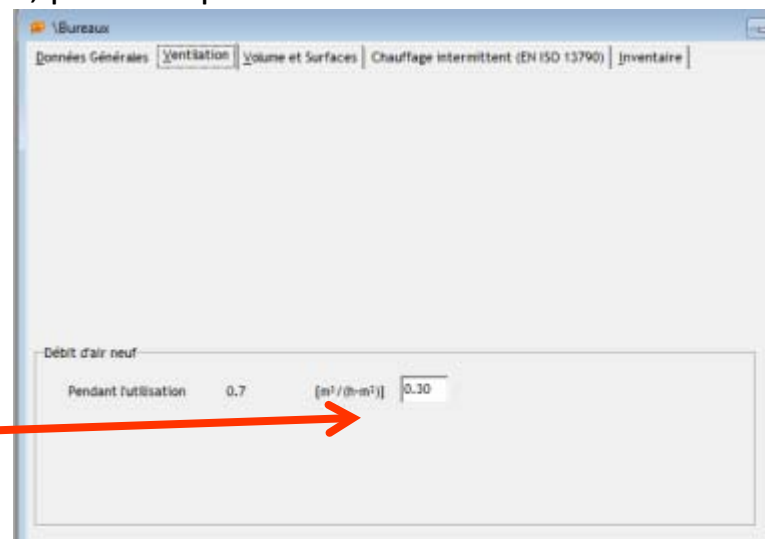 \Bureaux
Données Générales Ventilation Volume et Surfaces Chauffage intermittent (EN ISO 13790) Inventaire
Débit d'air neuf
Pendant l'utilisation 0.7 [m³/(h·m²)] 0.30